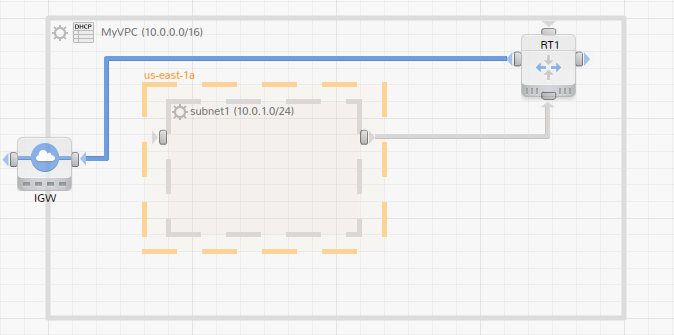 DHCP
MyVPC (10.0.0.0/16)
RT1
us-east-1a
subnet1 (10.0.1.0/24)
IGW